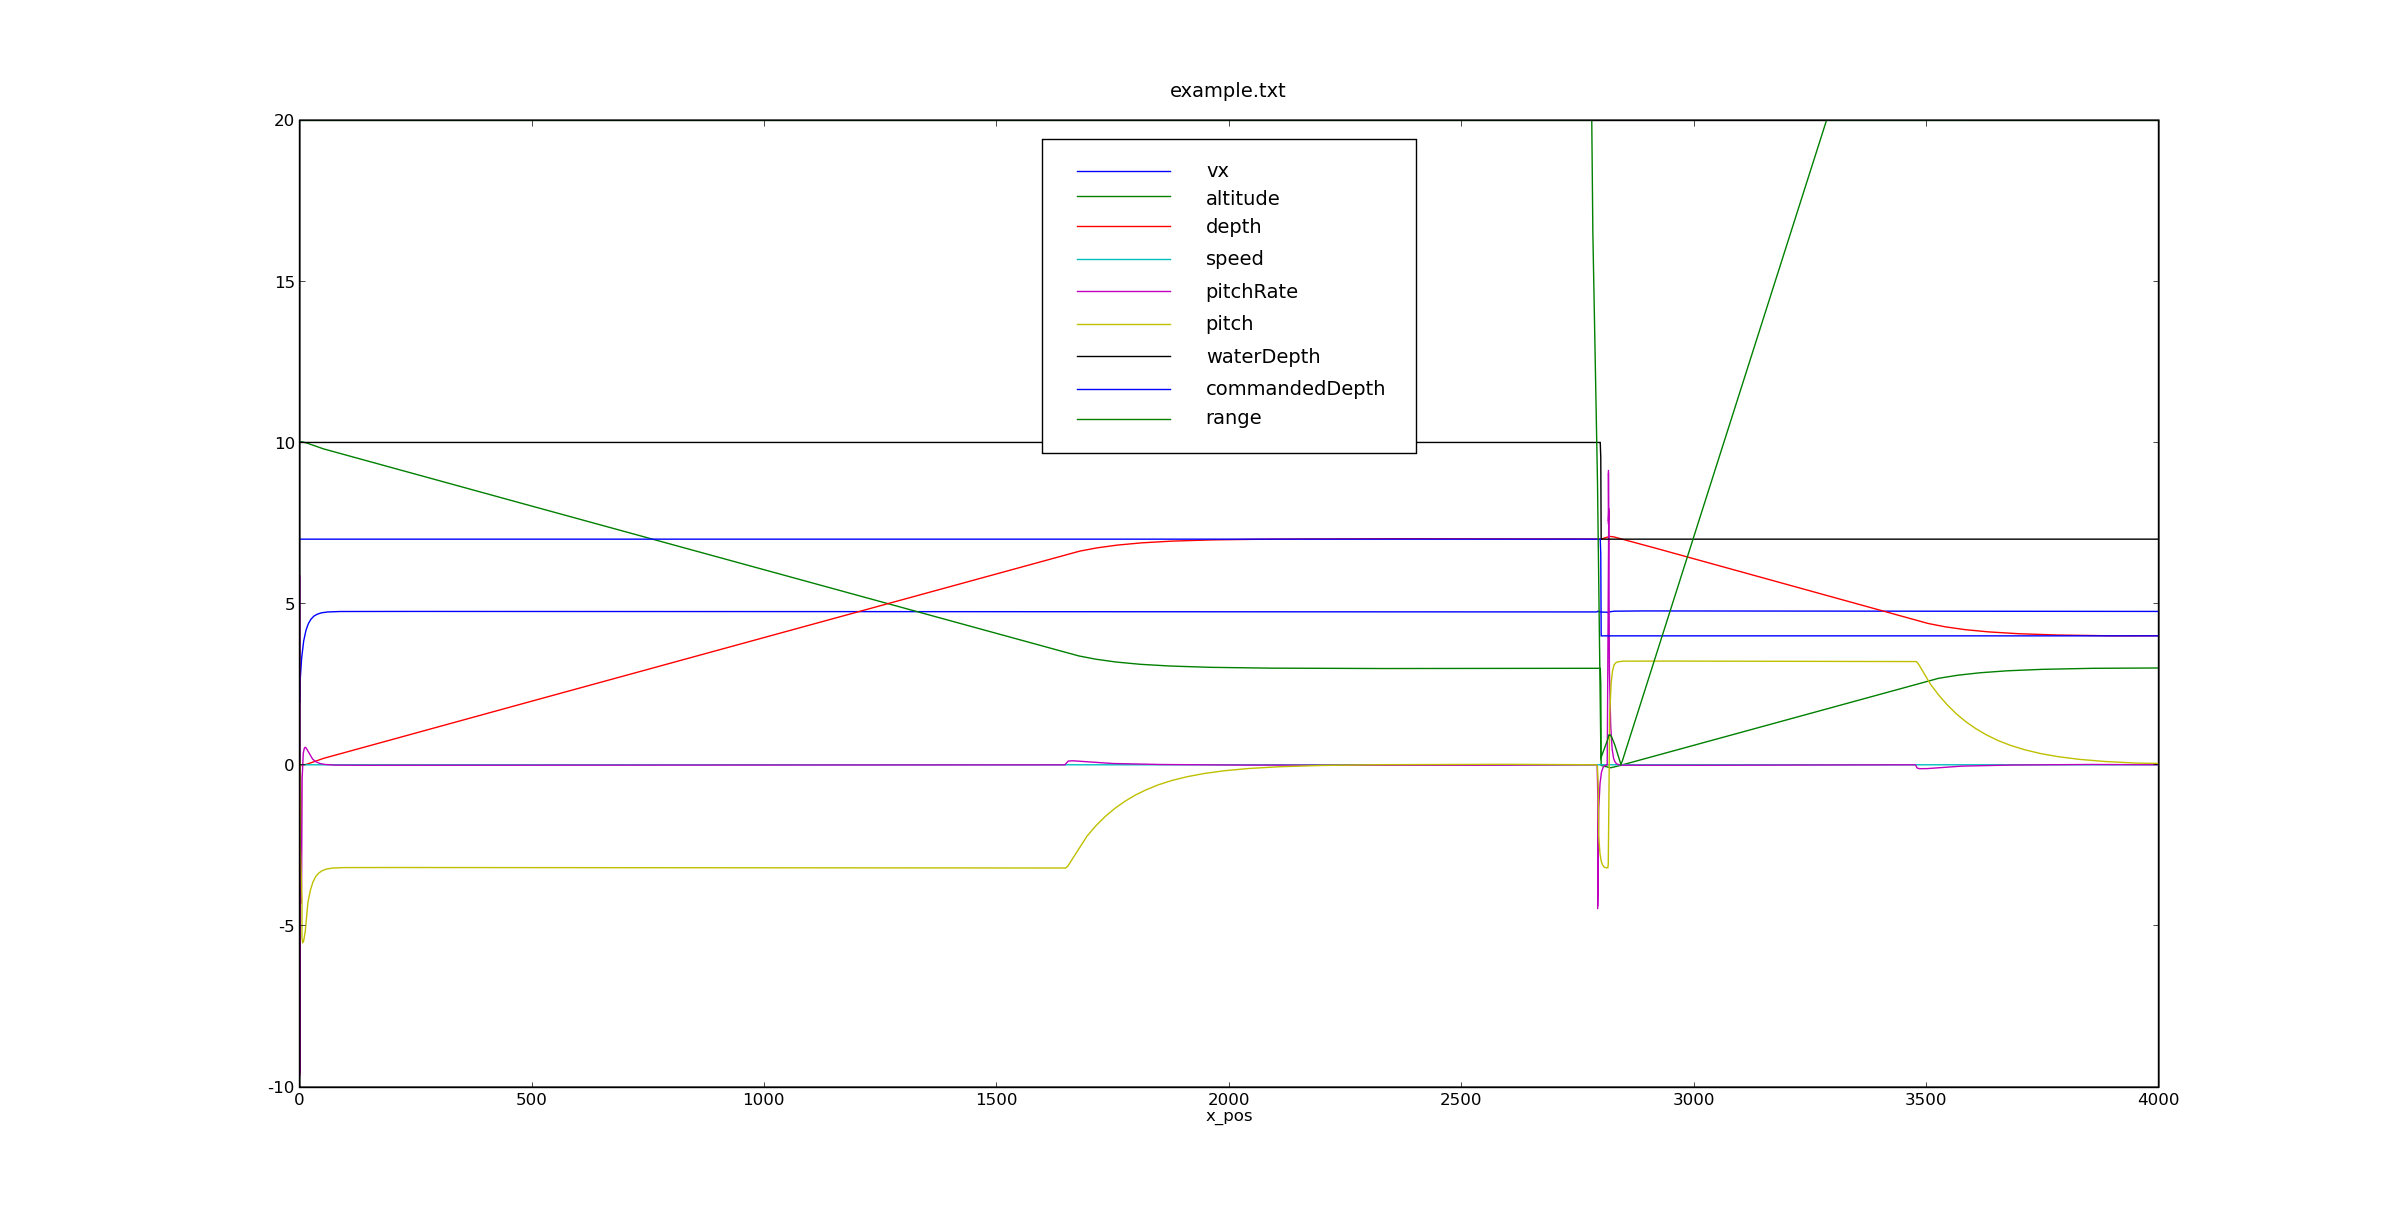 example.txt
20
15
10
5
0
-5
-10
vx
altitude
depth
speed
pitchRate
pitch
waterDepth
commandedDepth
range
0 500 1000 1500 2000 2500 3000 3500 4000
x_pos